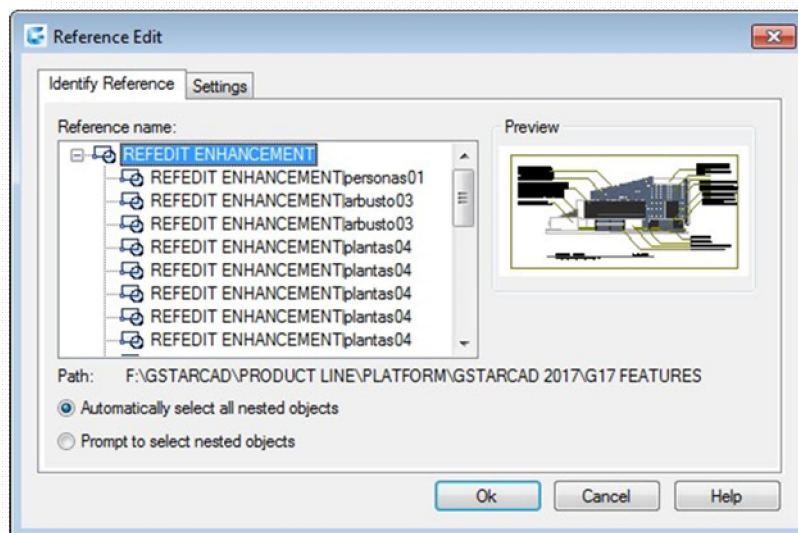 Reference Edit
Identify Reference
Settings
Reference name:
REFEDIT ENHANCEMENT
REFEDIT ENHANCEMENT|personas01
REFEDIT ENHANCEMENT|arbusto03
REFEDIT ENHANCEMENT|arbusto03
REFEDIT ENHANCEMENT|plantas04
REFEDIT ENHANCEMENT|plantas04
REFEDIT ENHANCEMENT|plantas04
REFEDIT ENHANCEMENT|plantas04
REFEDIT ENHANCEMENT|plantas04
Preview
Path: F:\GSTARCAD\PRODUCT LINE\PLATFORM\GSTARCAD 2017\G17 FEATURES
Automatically select all nested objects
Prompt to select nested objects
Ok
Cancel
Help